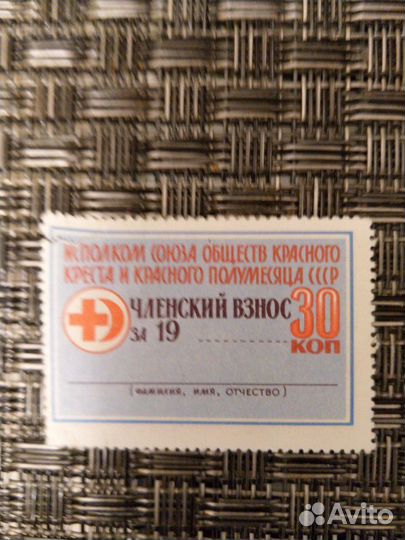 ИСПОЛКОМ СОЮЗА ОБЩЕСТВ КРАСНОГО
КРЕСТА И КРАСНОГО ПОЛУМЕСЯЦА СССР
ЧЛЕНСКИЙ ВЗНОС
ЗА 19
30
КОП
(ФАМИЛИЯ, ИМЯ, ОТЧЕСТВО)
Avito